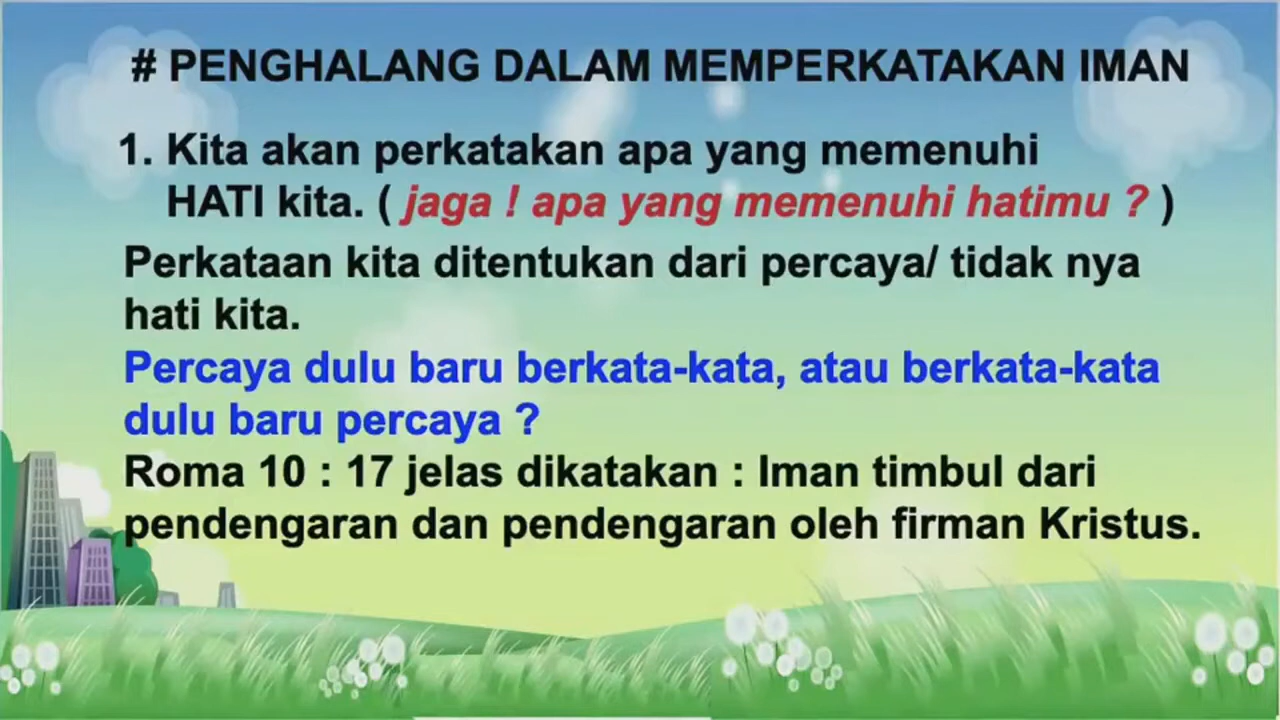 # PENGHALANG DALAM MEMPERKATAKAN IMAN
1. Kita akan perkatakan apa yang memenuhi
HATI kita. ( jaga ! apa yang memenuhi hatimu ? )
Perkataan kita ditentukan dari percaya/ tidak nya
hati kita.
Percaya dulu baru berkata-kata, atau berkata-kata
dulu baru percaya ?
Roma 10 : 17 jelas dikatakan : Iman timbul dari
pendengaran dan pendengaran oleh firman Kristus.